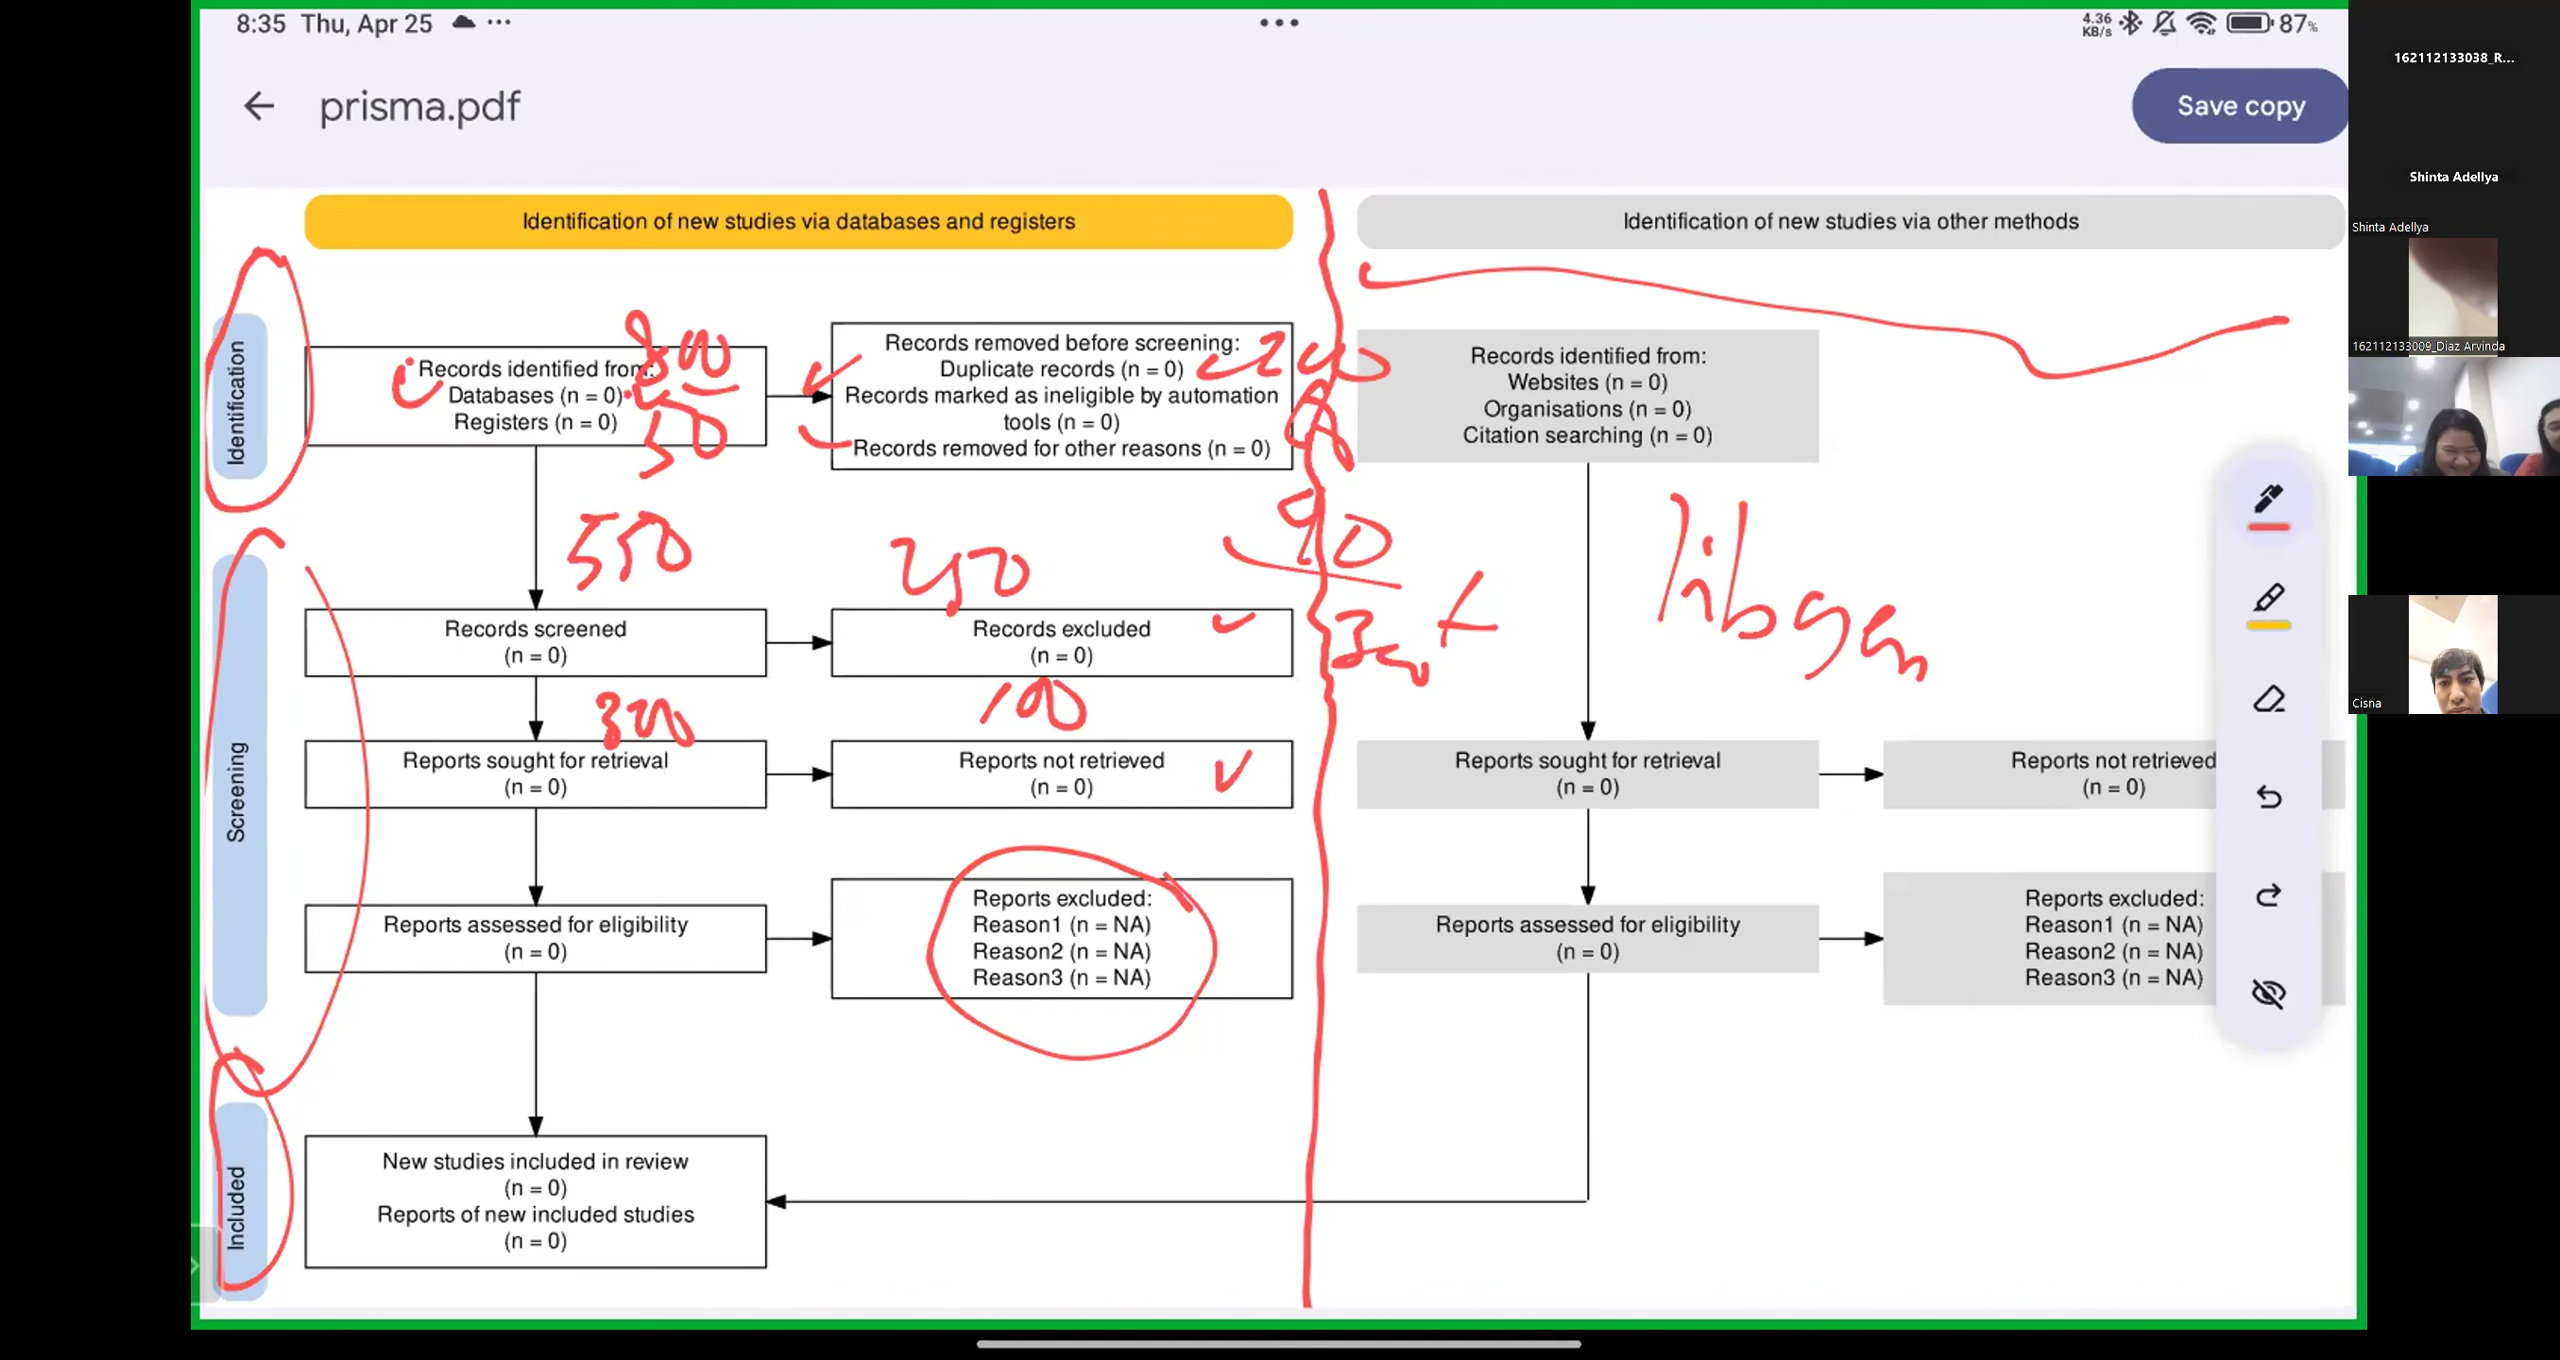 8:35 Thu, Apr 25
4.36
KB/s
87%
prisma.pdf
Save copy
162112133038_R...
Shinta Adellya
Shinta Adellya
162112133009_Diaz Arvinda
Cisna
Identification of new studies via databases and registers
Identification of new studies via other methods
Identification
Records identified from:
Databases (n = 0)
Registers (n = 0)
800
50
Records removed before screening:
Duplicate records (n = 0)
Records marked as ineligible by automation
tools (n = 0)
Records removed for other reasons (n = 0)
200
90
Records identified from:
Websites (n = 0)
Organisations (n = 0)
Citation searching (n = 0)
libgen
550
250
Screening
Records screened
(n = 0)
Records excluded
(n = 0)
300
100
Reports sought for retrieval
(n = 0)
Reports not retrieved
(n = 0)
Reports sought for retrieval
(n = 0)
Reports not retrieved
(n = 0)
Reports assessed for eligibility
(n = 0)
Reports excluded:
Reason1 (n = NA)
Reason2 (n = NA)
Reason3 (n = NA)
Reports assessed for eligibility
(n = 0)
Reports excluded:
Reason1 (n = NA)
Reason2 (n = NA)
Reason3 (n = NA)
Included
New studies included in review
(n = 0)
Reports of new included studies
(n = 0)